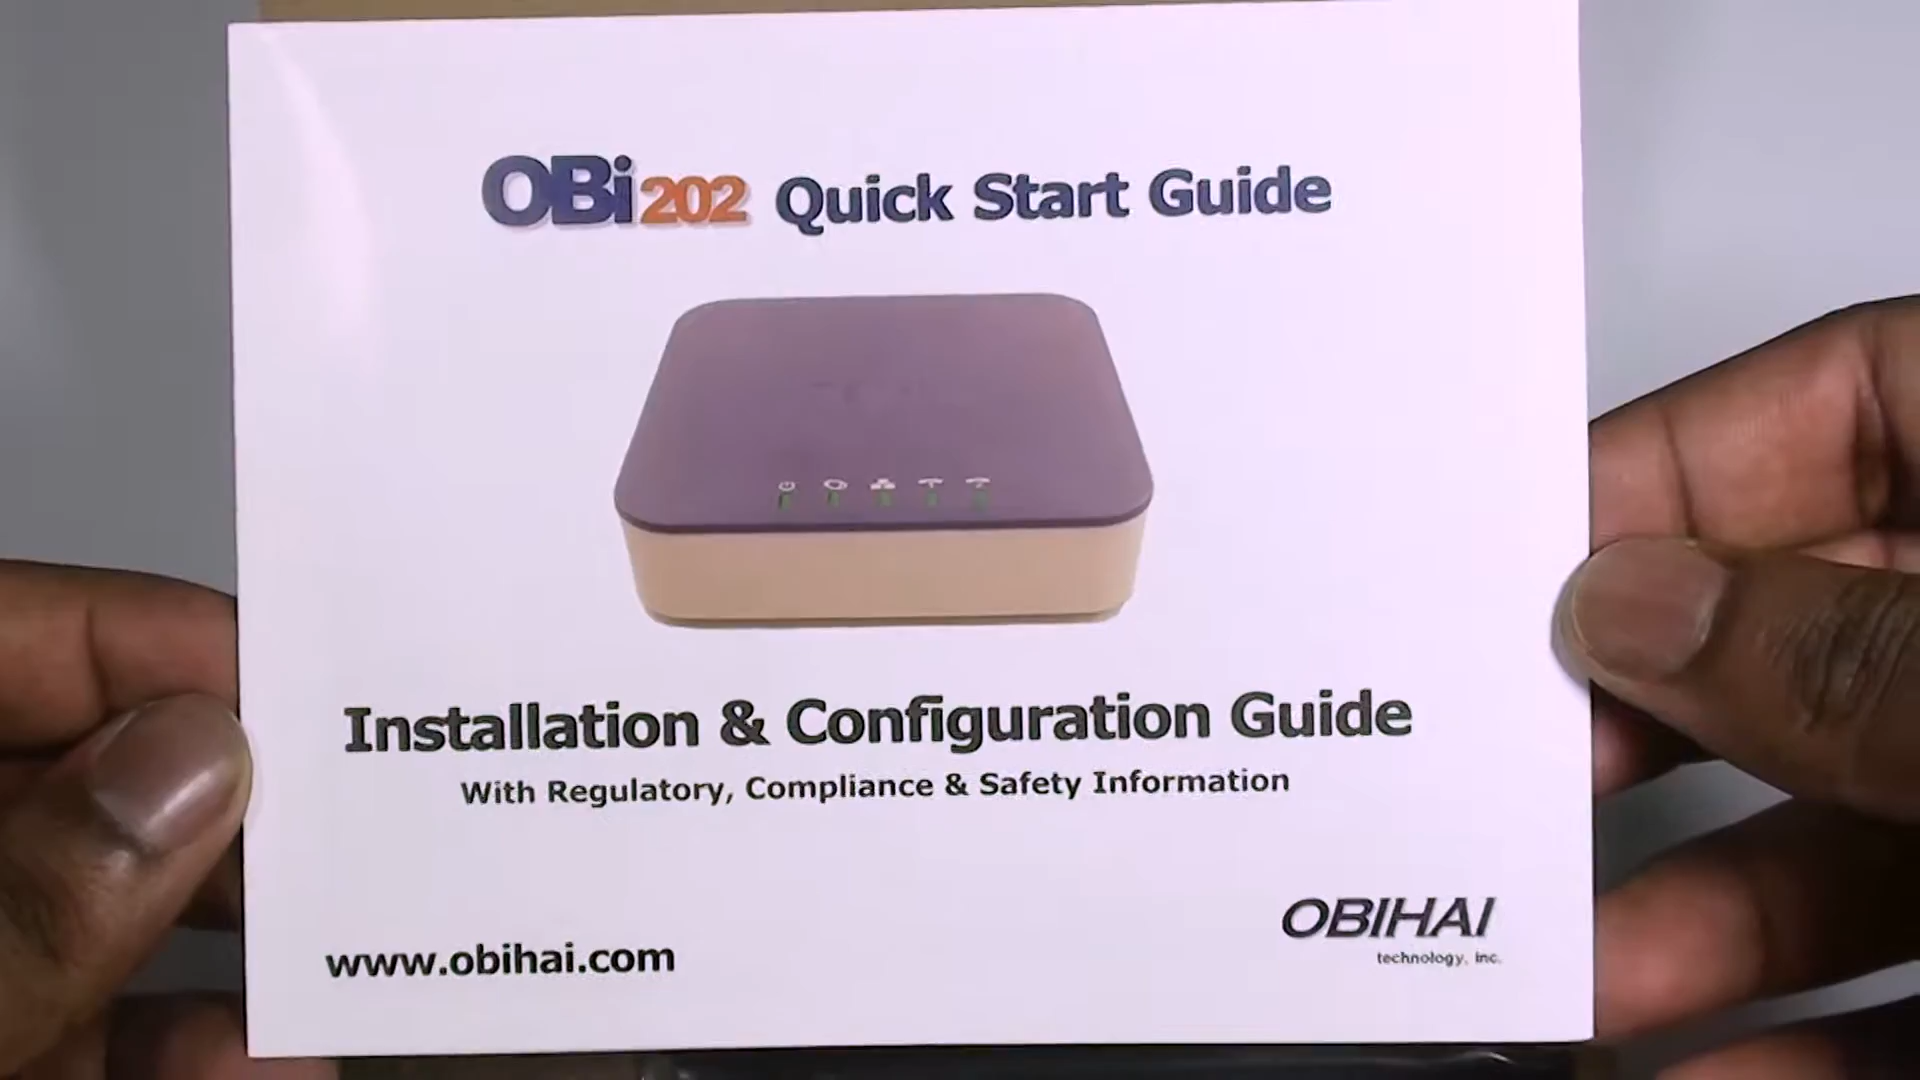 OBi202 Quick Start Guide
Installation & Configuration Guide
With Regulatory, Compliance & Safety Information
www.obihai.com
OBIHAI
technology, inc.